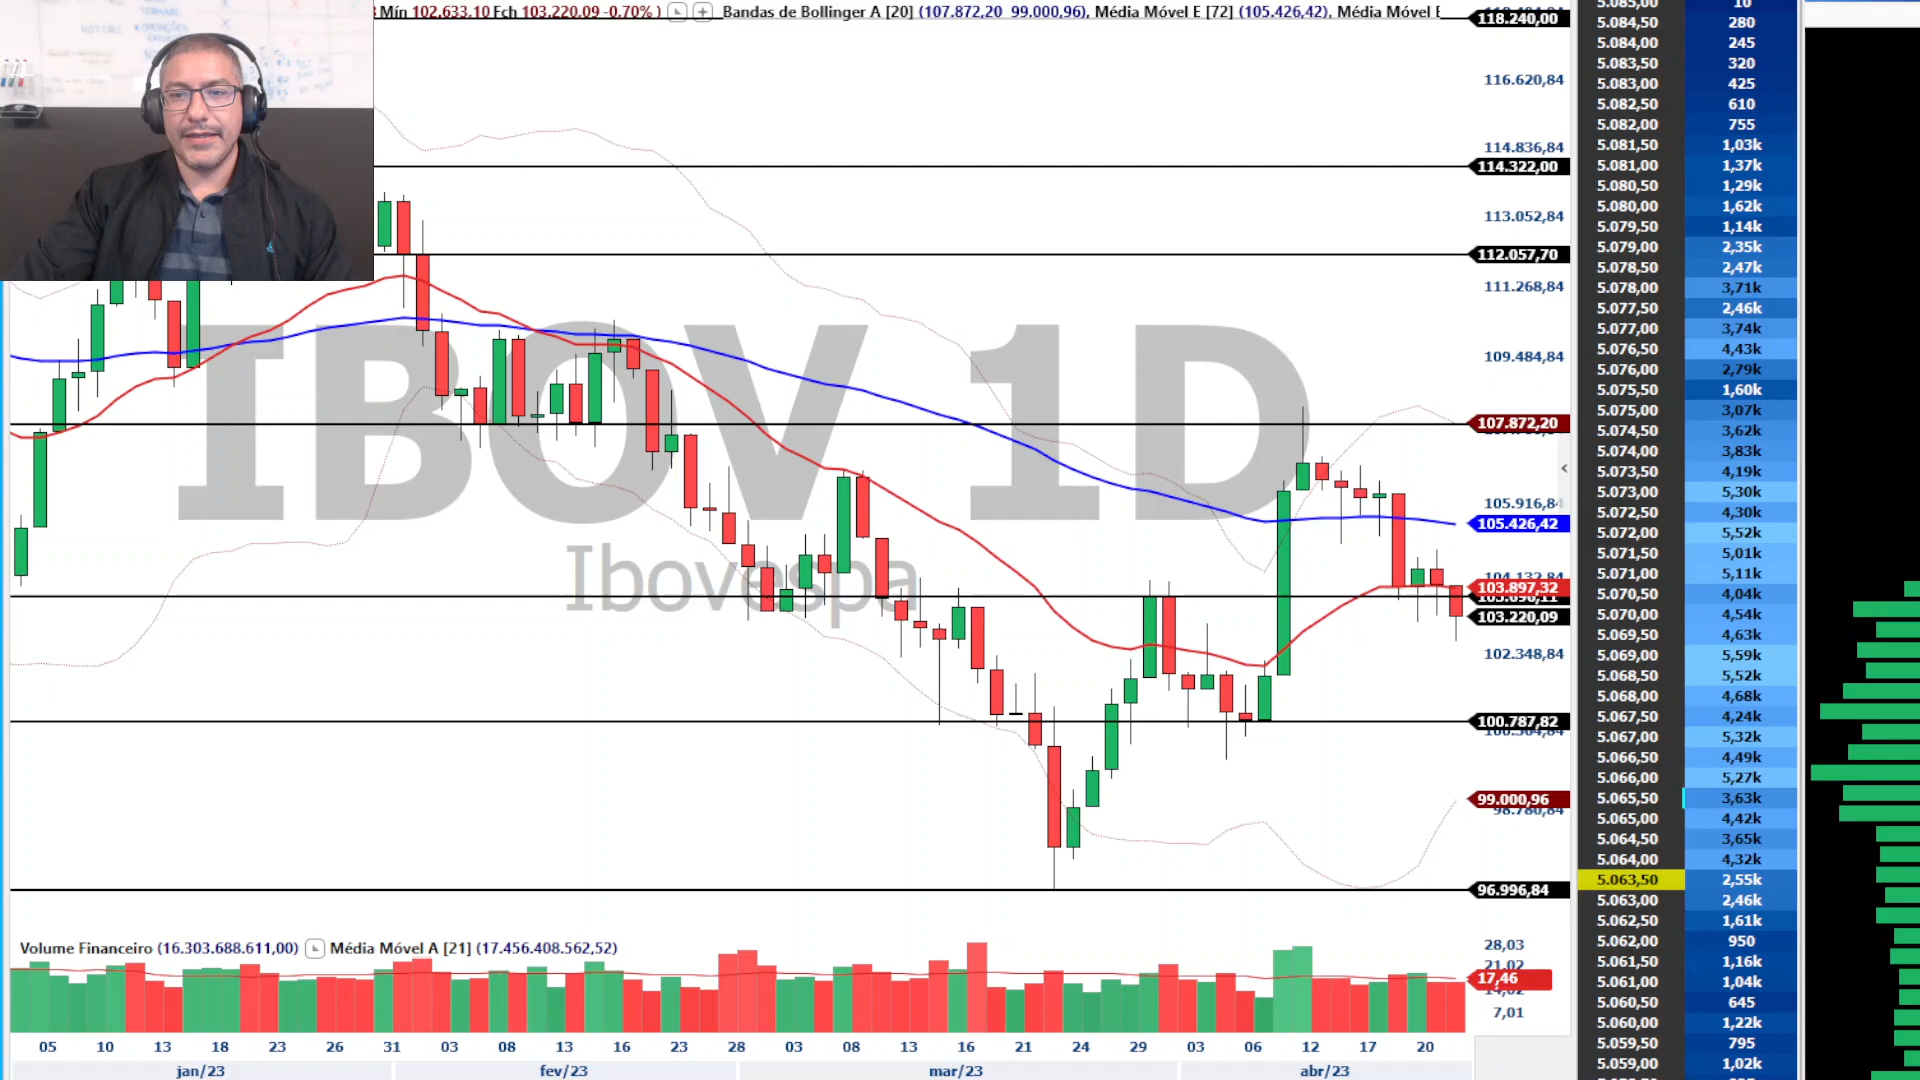 Mín 102.633,10 Fch 103.220,09 -0,70% ) Bandas de Bollinger A [20] (107.872,20 99.000,96), Média Móvel E [72] (105.426,42), Média Móvel E
118.240,00
116.620,84
114.836,84
114.322,00
113.052,84
112.057,70
111.268,84
109.484,84
107.872,20
105.916,84
105.426,42
104.132,84
103.897,32
103.220,09
102.348,84
100.787,82
100.564,84
99.000,96
98.780,84
96.996,84
IBOV 1D
Ibovespa
Volume Financeiro (16.303.688.611,00) Média Móvel A [21] (17.456.408.562,52)
28,03
21,02
17,46
14,02
7,01
05 10 13 18 23 26 31 03 08 13 16 23 28 03 08 13 16 21 24 29 03 06 12 17 20
jan/23 fev/23 mar/23 abr/23
5.085,00 10
5.084,50 280
5.084,00 245
5.083,50 320
5.083,00 425
5.082,50 610
5.082,00 755
5.081,50 1,03k
5.081,00 1,37k
5.080,50 1,29k
5.080,00 1,62k
5.079,50 1,14k
5.079,00 2,35k
5.078,50 2,47k
5.078,00 3,71k
5.077,50 2,46k
5.077,00 3,74k
5.076,50 4,43k
5.076,00 2,79k
5.075,50 1,60k
5.075,00 3,07k
5.074,50 3,62k
5.074,00 3,83k
5.073,50 4,19k
5.073,00 5,30k
5.072,50 4,30k
5.072,00 5,52k
5.071,50 5,01k
5.071,00 5,11k
5.070,50 4,04k
5.070,00 4,54k
5.069,50 4,63k
5.069,00 5,59k
5.068,50 5,52k
5.068,00 4,68k
5.067,50 4,24k
5.067,00 5,32k
5.066,50 4,49k
5.066,00 5,27k
5.065,50 3,63k
5.065,00 4,42k
5.064,50 3,65k
5.064,00 4,32k
5.063,50 2,55k
5.063,00 2,46k
5.062,50 1,61k
5.062,00 950
5.061,50 1,16k
5.061,00 1,04k
5.060,50 645
5.060,00 1,22k
5.059,50 795
5.059,00 1,02k